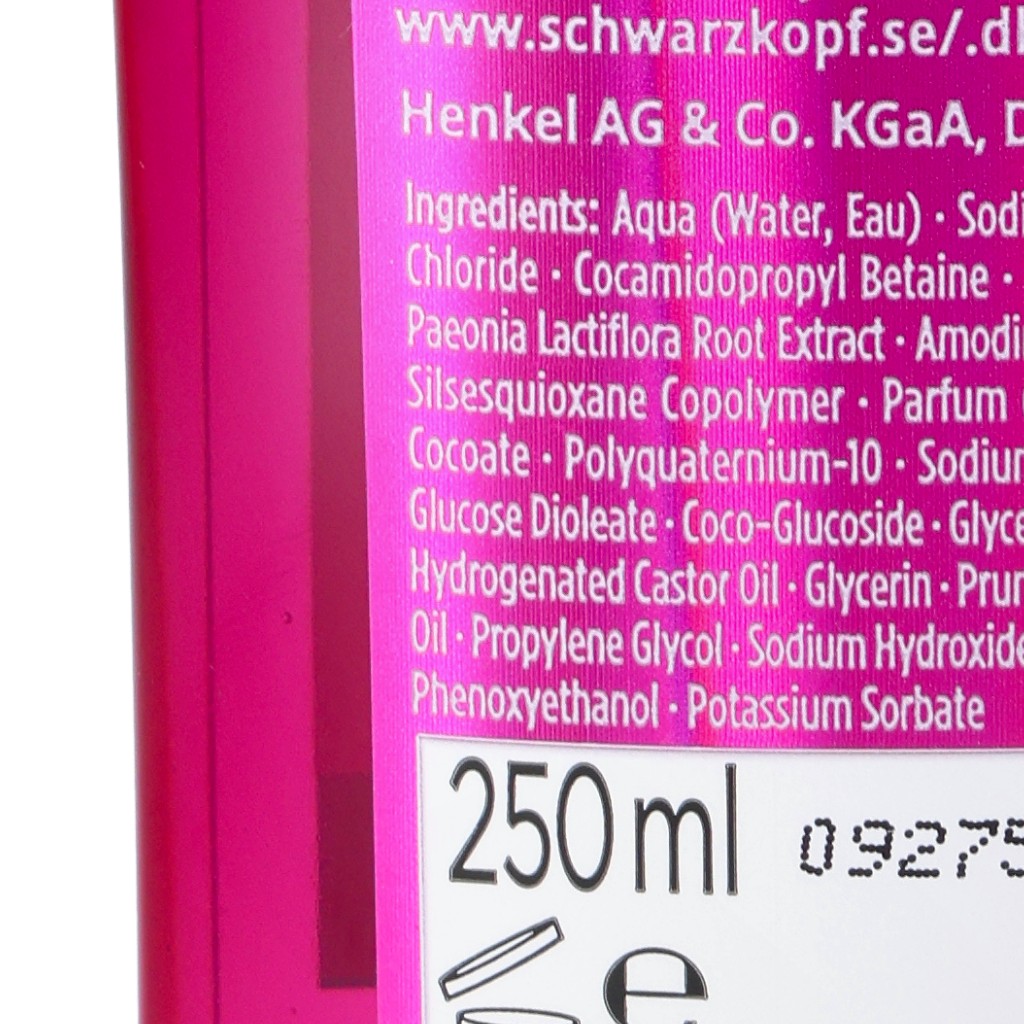 www.schwarzkopf.se/.dk
Henkel AG & Co. KGaA, D
Ingredients: Aqua (Water, Eau) · Sodi
Chloride · Cocamidopropyl Betaine ·
Paeonia Lactiflora Root Extract · Amodi
Silsesquioxane Copolymer · Parfum
Cocoate · Polyquaternium-10 · Sodium
Glucose Dioleate · Coco-Glucoside · Glyce
Hydrogenated Castor Oil · Glycerin · Prun
Oil · Propylene Glycol · Sodium Hydroxide
Phenoxyethanol · Potassium Sorbate
250 ml
09275
e